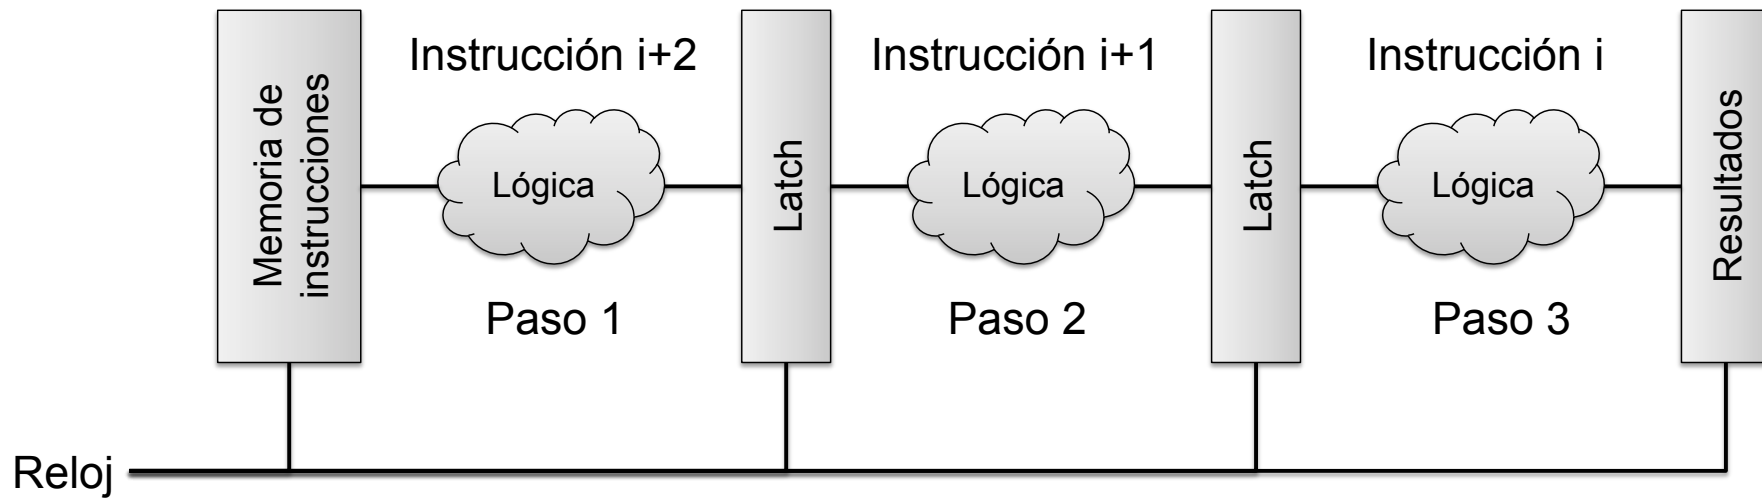 Instrucción i+2
Instrucción i+1
Instrucción i
Memoria de
instrucciones
Lógica
Latch
Lógica
Latch
Lógica
Resultados
Paso 1
Paso 2
Paso 3
Reloj